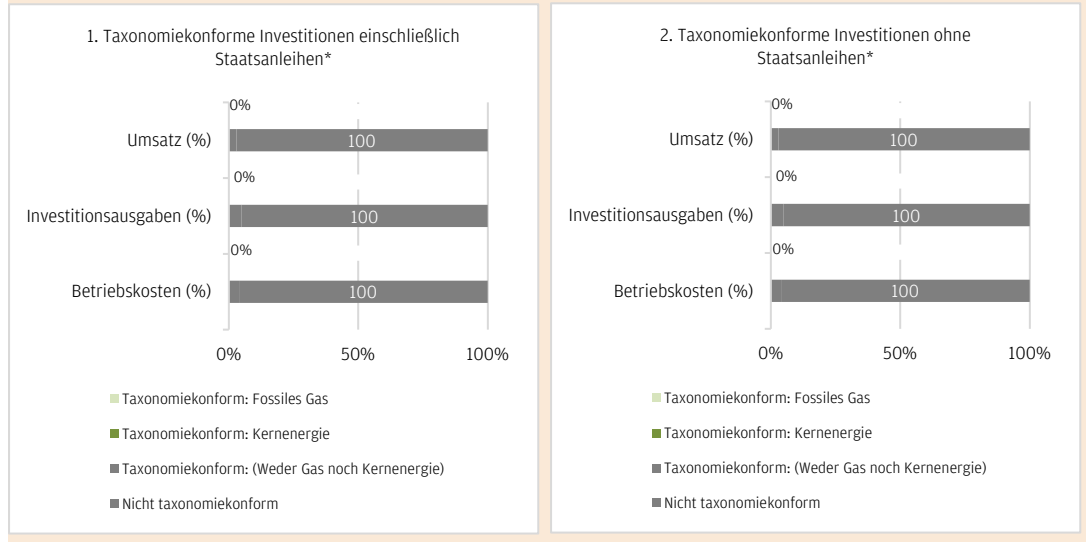 1. Taxonomiekonforme Investitionen einschließlich
Staatsanleihen*
0%
Umsatz (%)
100
0%
Investitionsausgaben (%)
100
0%
Betriebskosten (%)
100
0%
50%
100%
Taxonomiekonform: Fossiles Gas
Taxonomiekonform: Kernenergie
Taxonomiekonform: (Weder Gas noch Kernenergie)
Nicht taxonomiekonform
2. Taxonomiekonforme Investitionen ohne
Staatsanleihen*
0%
Umsatz (%)
100
0%
Investitionsausgaben (%)
100
0%
Betriebskosten (%)
100
0%
50%
100%
Taxonomiekonform: Fossiles Gas
Taxonomiekonform: Kernenergie
Taxonomiekonform: (Weder Gas noch Kernenergie)
Nicht taxonomiekonform